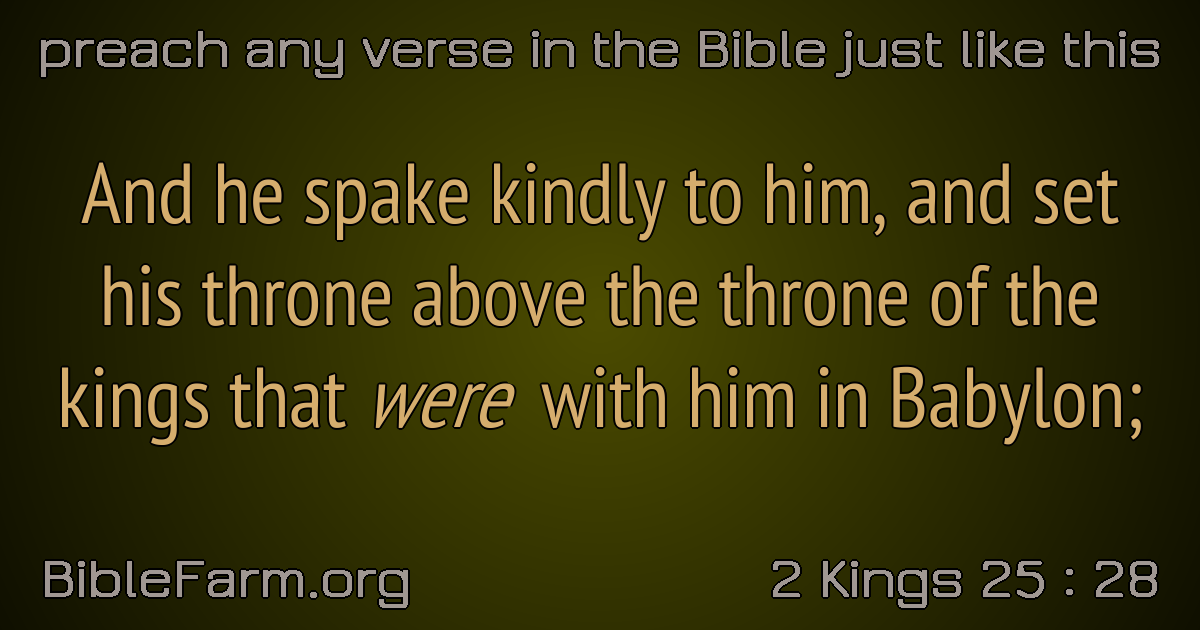 preach any verse in the Bible just like this
And he spake kindly to him, and set
his throne above the throne of the
kings that were with him in Babylon;
BibleFarm.org
2 Kings 25 : 28